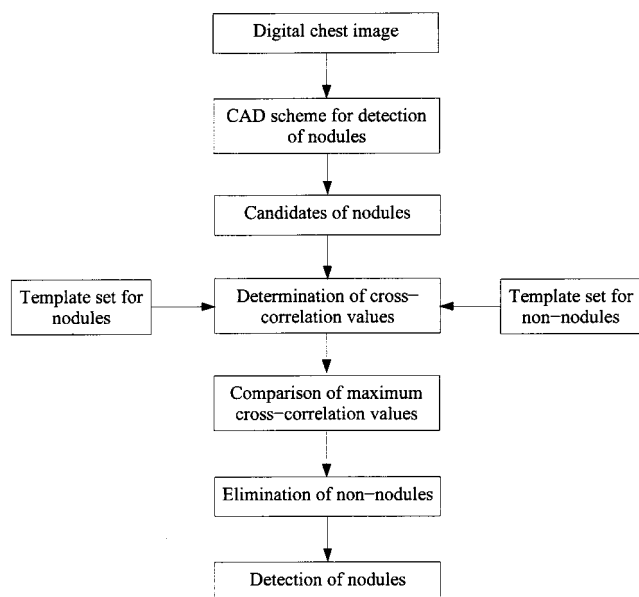 Digital chest image
CAD scheme for detection
of nodules
Candidates of nodules
Template set for
nodules
Determination of cross-
correlation values
Template set for
non-nodules
Comparison of maximum
cross-correlation values
Elimination of non-nodules
Detection of nodules